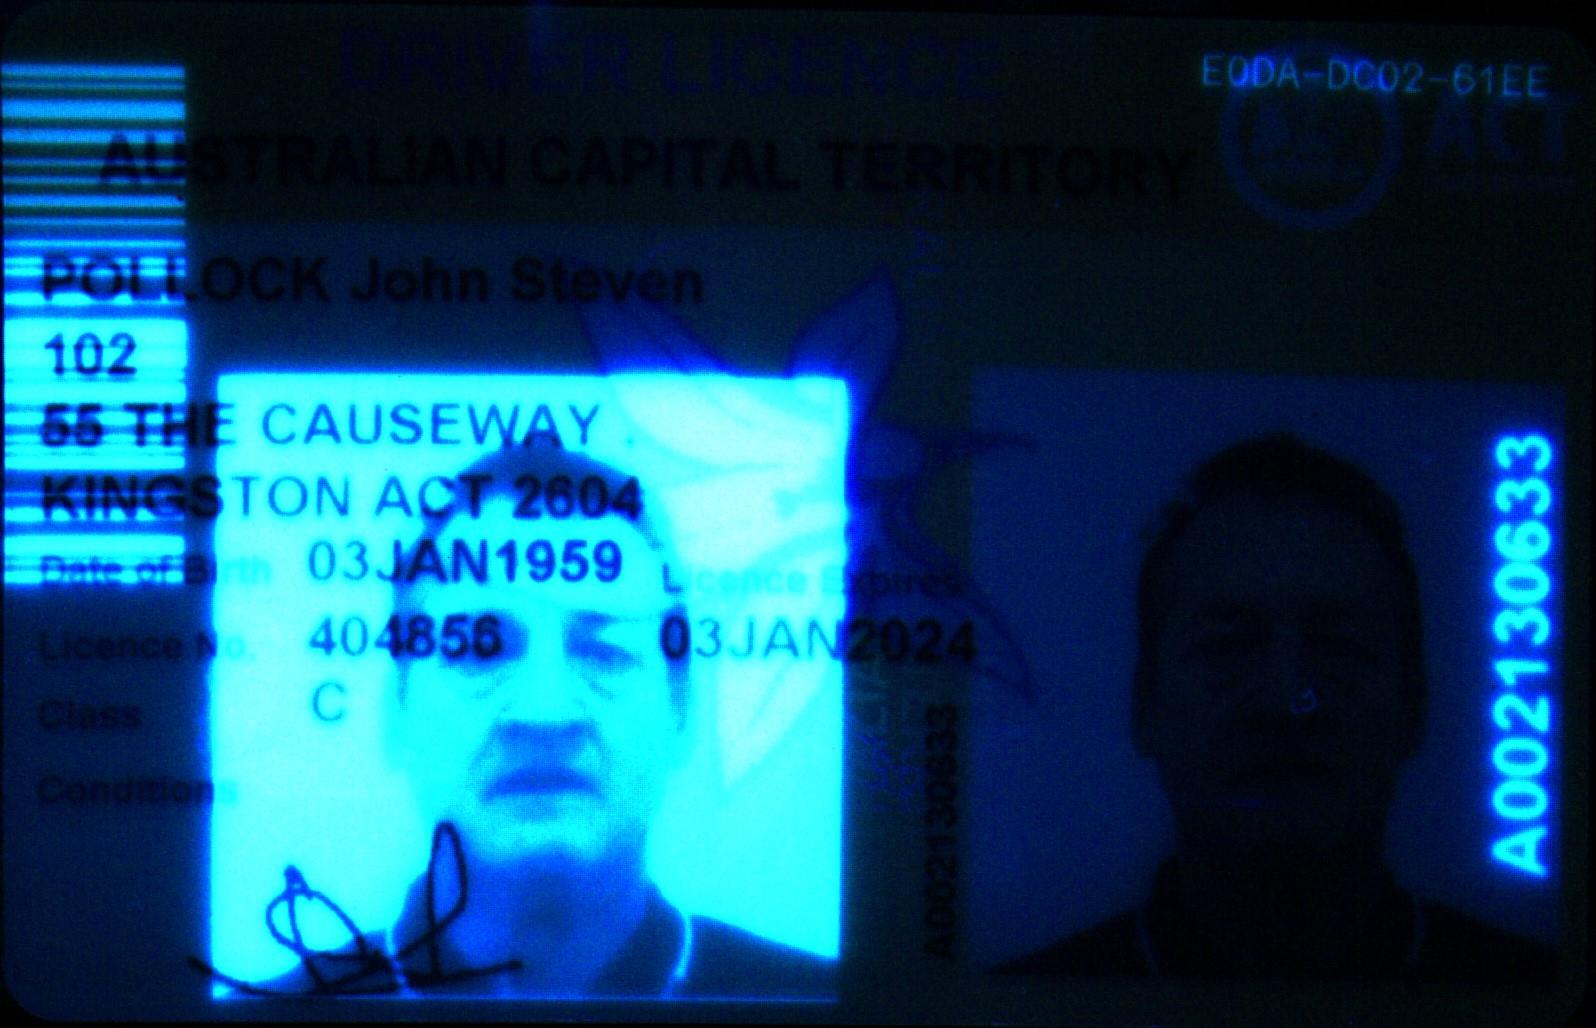 DRIVER LICENCE
E0DA-DC02-61EE
ACT
AUSTRALIAN CAPITAL TERRITORY
POLLOCK John Steven
102
55 THE CAUSEWAY
KINGSTON ACT 2604
Date of Birth 03JAN1959 Licence Expires
Licence No. 404856 03JAN2024
Class C
Conditions
A002130633
A002130633